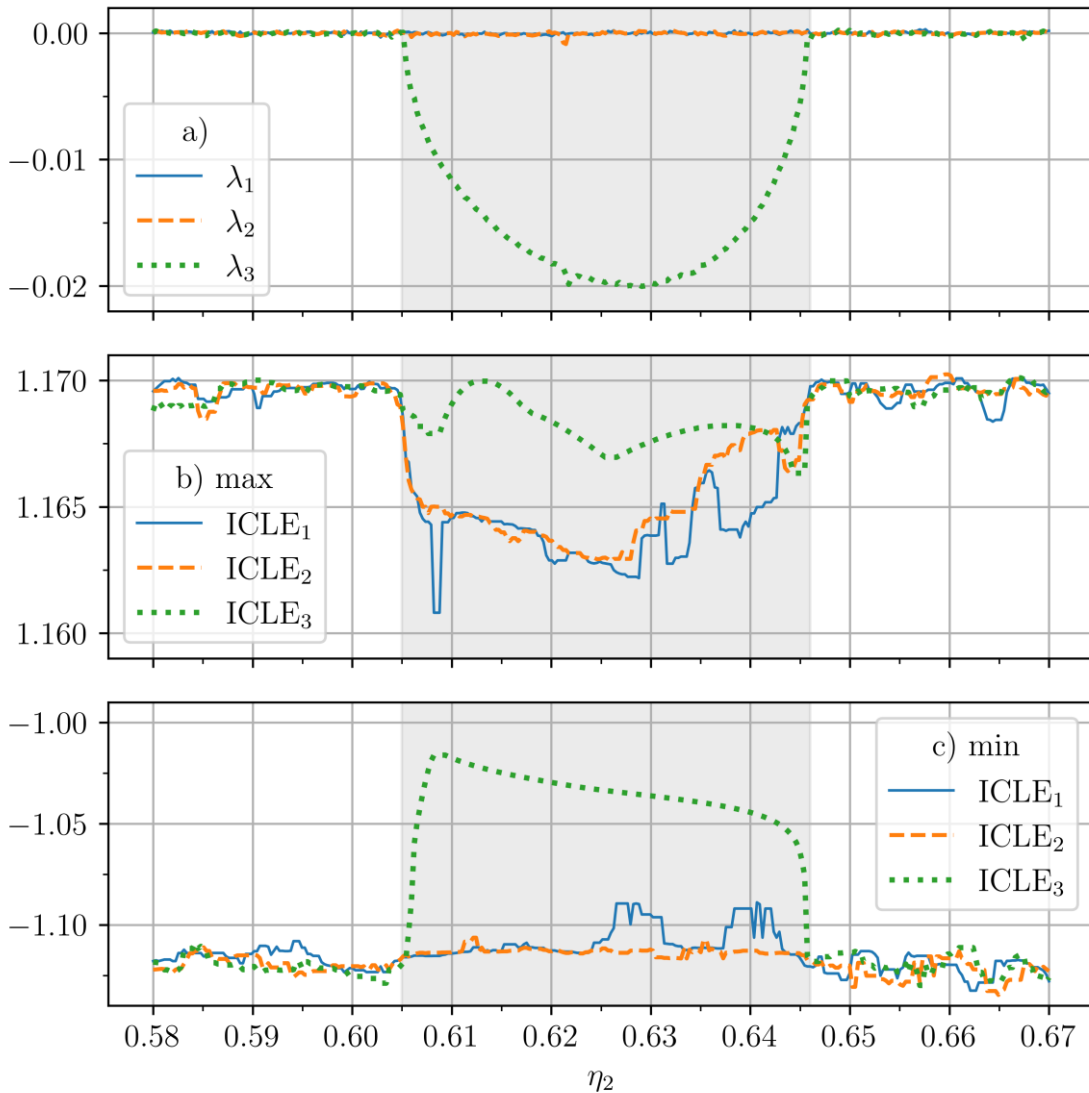 0.00
−0.01
−0.02
a)
λ₁
λ₂
λ₃
1.170
1.165
1.160
b) max
ICLE₁
ICLE₂
ICLE₃
−1.00
−1.05
−1.10
c) min
ICLE₁
ICLE₂
ICLE₃
0.58 0.59 0.60 0.61 0.62 0.63 0.64 0.65 0.66 0.67
η₂